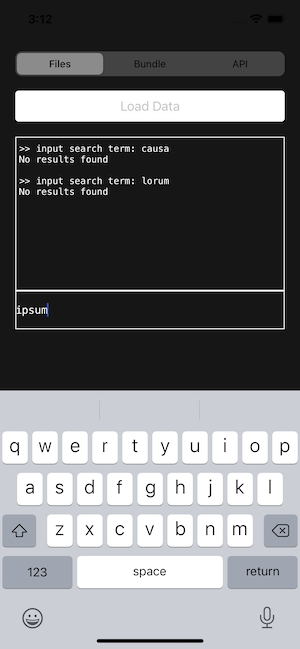 3:12
Files Bundle API
Load Data
>> input search term: causa
No results found
>> input search term: lorum
No results found
ipsum
q w e r t y u i o p
a s d f g h j k l
z x c v b n m
123 space return